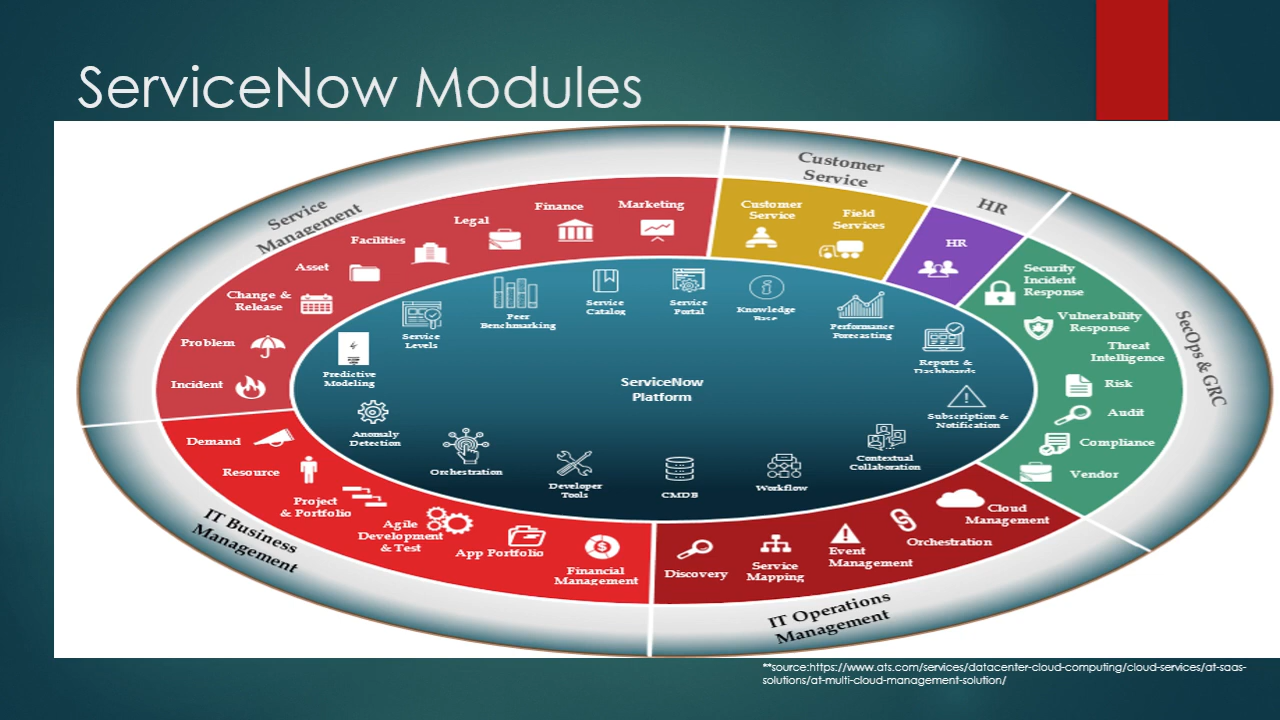 ServiceNow Modules
Service
Management
Incident
Problem
Change &
Release
Asset
Facilities
Legal
Finance
Marketing
Customer
Service
Customer
Service
Field
Services
HR
HR
SecOps & GRC
Security
Incident
Response
Vulnerability
Response
Threat
Intelligence
Risk
Audit
Compliance
Vendor
IT Operations
Management
Cloud
Management
Orchestration
Event
Management
Service
Mapping
Discovery
IT Business
Management
Demand
Resource
Project
& Portfolio
Agile
Development
& Test
App Portfolio
Financial
Management
ServiceNow
Platform
Predictive
Modeling
Service
Levels
Peer
Benchmarking
Service
Catalog
Service
Portal
Knowledge
Base
Performance
Forecasting
Reports &
Dashboards
Subscription &
Notification
Contextual
Collaboration
Workflow
CMDB
Developer
Tools
Orchestration
Anomaly
Detection
**source:https://www.ats.com/services/datacenter-cloud-computing/cloud-services/at-saas-
solutions/at-multi-cloud-management-solution/